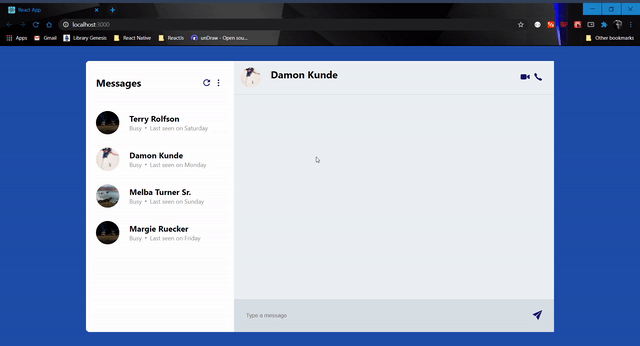 React App
localhost:3000
Apps
Gmail
Library Genesis
React Native
ReactJs
unDraw - Open sou...
Other bookmarks
Messages
Damon Kunde
Terry Rolfson
Busy • Last seen on Saturday
Damon Kunde
Busy • Last seen on Monday
Melba Turner Sr.
Busy • Last seen on Sunday
Margie Ruecker
Busy • Last seen on Friday
Type a message